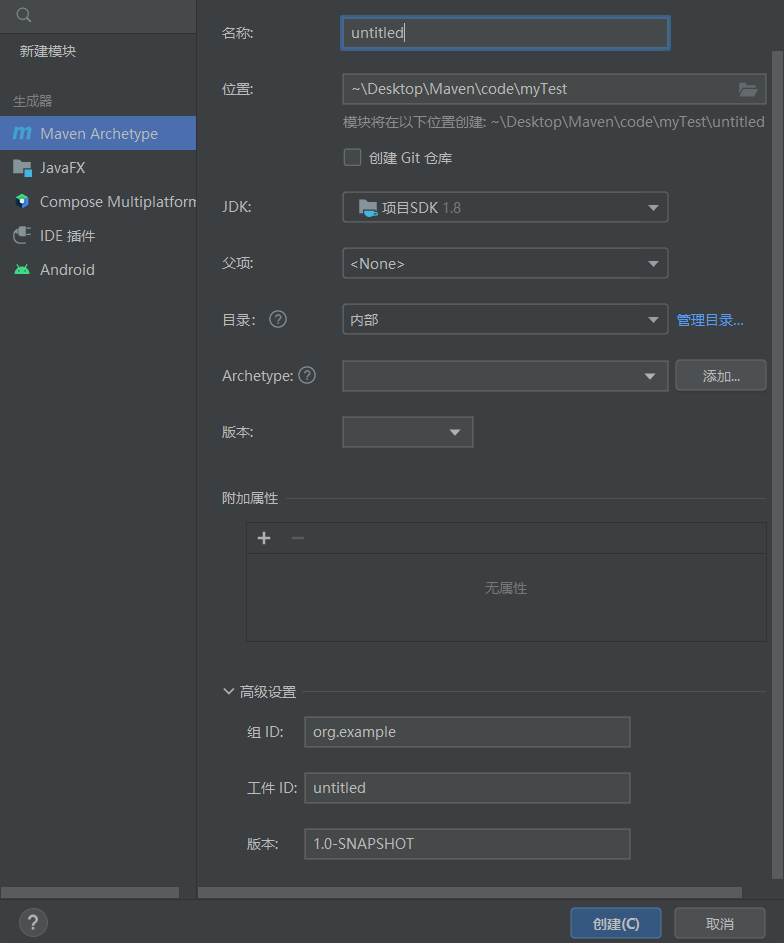 新建模块
生成器
Maven Archetype
JavaFX
Compose Multiplatform
IDE 插件
Android
名称: untitled
位置: ~\Desktop\Maven\code\myTest
模块将在以下位置创建: ~\Desktop\Maven\code\myTest\untitled
创建 Git 仓库
JDK: 项目SDK 1.8
父项: <None>
目录: ? 内部 管理目录...
Archetype: ? 添加...
版本:
附加属性
无属性
高级设置
组 ID: org.example
工件 ID: untitled
版本: 1.0-SNAPSHOT
? 创建(C) 取消